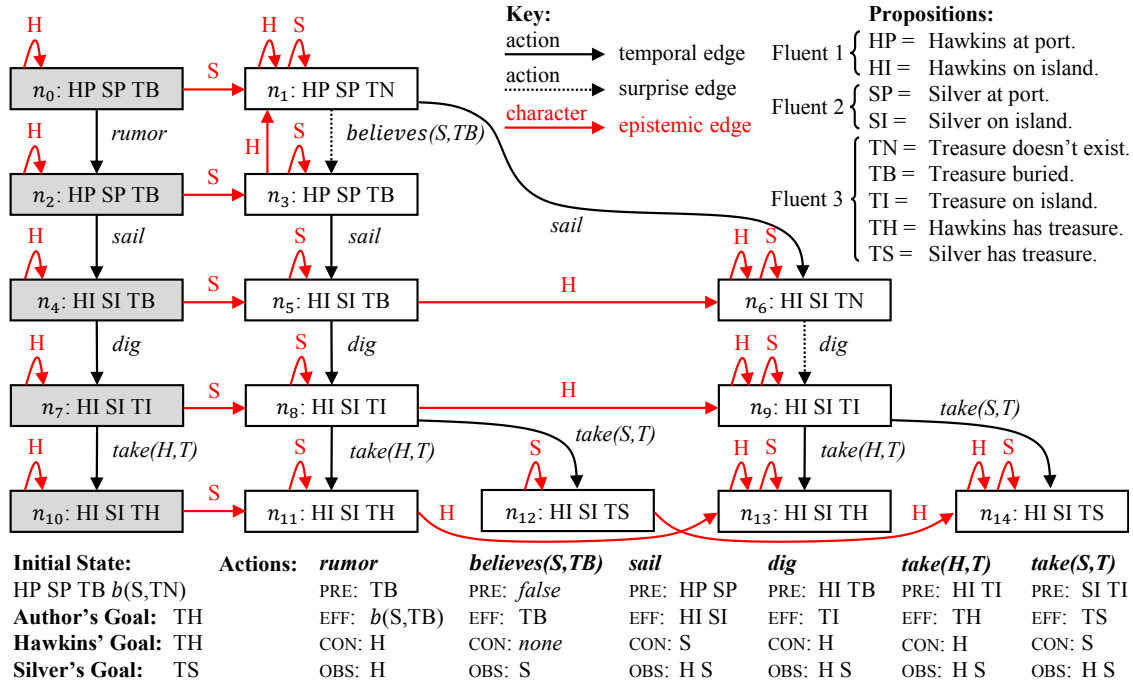 H
H S
Key:
Propositions:
n0: HP SP TB
S
n1: HP SP TN
action
temporal edge
action
surprise edge
character
epistemic edge
Fluent 1
HP = Hawkins at port.
HI = Hawkins on island.
Fluent 2
SP = Silver at port.
SI = Silver on island.
Fluent 3
TN = Treasure doesn't exist.
TB = Treasure buried.
TI = Treasure on island.
TH = Hawkins has treasure.
TS = Silver has treasure.
rumor
believes(S,TB)
H
H
S
n2: HP SP TB
S
n3: HP SP TB
sail
sail
sail
H
S
H S
n4: HI SI TB
S
n5: HI SI TB
H
n6: HI SI TN
dig
dig
dig
H
S
H S
n7: HI SI TI
S
n8: HI SI TI
H
n9: HI SI TI
take(H,T)
take(H,T)
take(S,T)
take(H,T)
take(S,T)
H
S
S
H S
H S
n10: HI SI TH
S
n11: HI SI TH
H
n12: HI SI TS
n13: HI SI TH
H
n14: HI SI TS
Initial State:
HP SP TB b(S,TN)
Author's Goal: TH
Hawkins' Goal: TH
Silver's Goal: TS
Actions:
rumor
PRE: TB
EFF: b(S,TB)
CON: H
OBS: H
believes(S,TB)
PRE: false
EFF: TB
CON: none
OBS: S
sail
PRE: HP SP
EFF: HI SI
CON: S
OBS: H S
dig
PRE: HI TB
EFF: TI
CON: H
OBS: H S
take(H,T)
PRE: HI TI
EFF: TH
CON: H
OBS: H S
take(S,T)
PRE: SI TI
EFF: TS
CON: S
OBS: H S